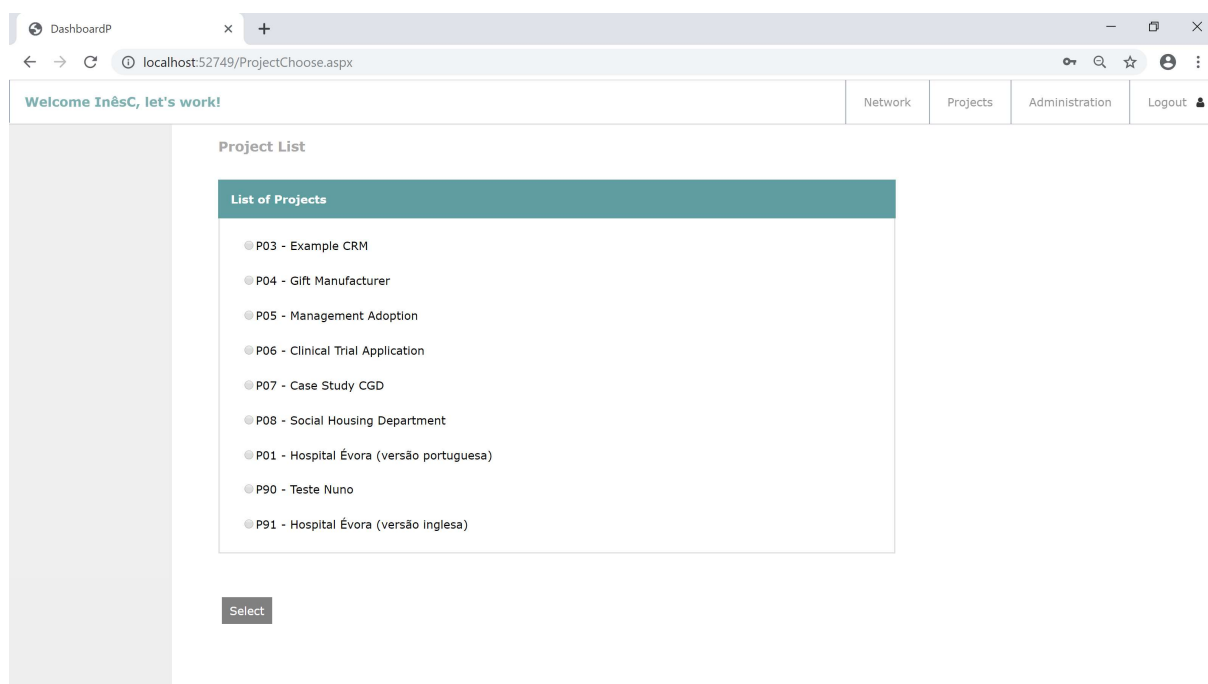 DashboardP
localhost:52749/ProjectChoose.aspx
Welcome InêsC, let's work! Network Projects Administration Logout
Project List
List of Projects
P03 - Example CRM
P04 - Gift Manufacturer
P05 - Management Adoption
P06 - Clinical Trial Application
P07 - Case Study CGD
P08 - Social Housing Department
P01 - Hospital Évora (versão portuguesa)
P90 - Teste Nuno
P91 - Hospital Évora (versão inglesa)
Select